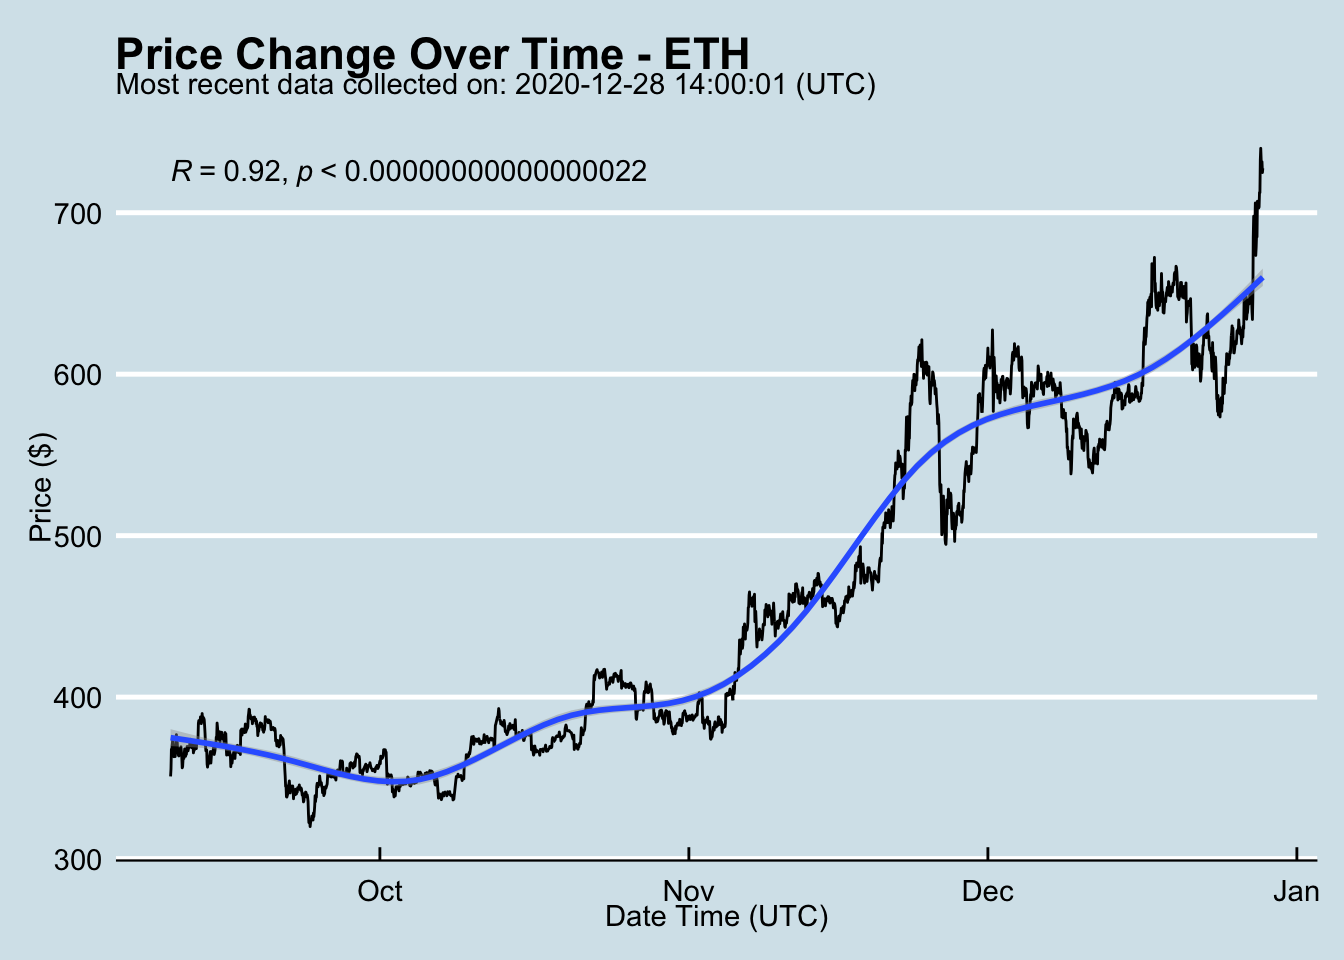 Price Change Over Time - ETH
Most recent data collected on: 2020-12-28 14:00:01 (UTC)
R = 0.92, p < 0.00000000000000022
700
600
500
400
300
Price ($)
Oct Nov Dec Jan
Date Time (UTC)